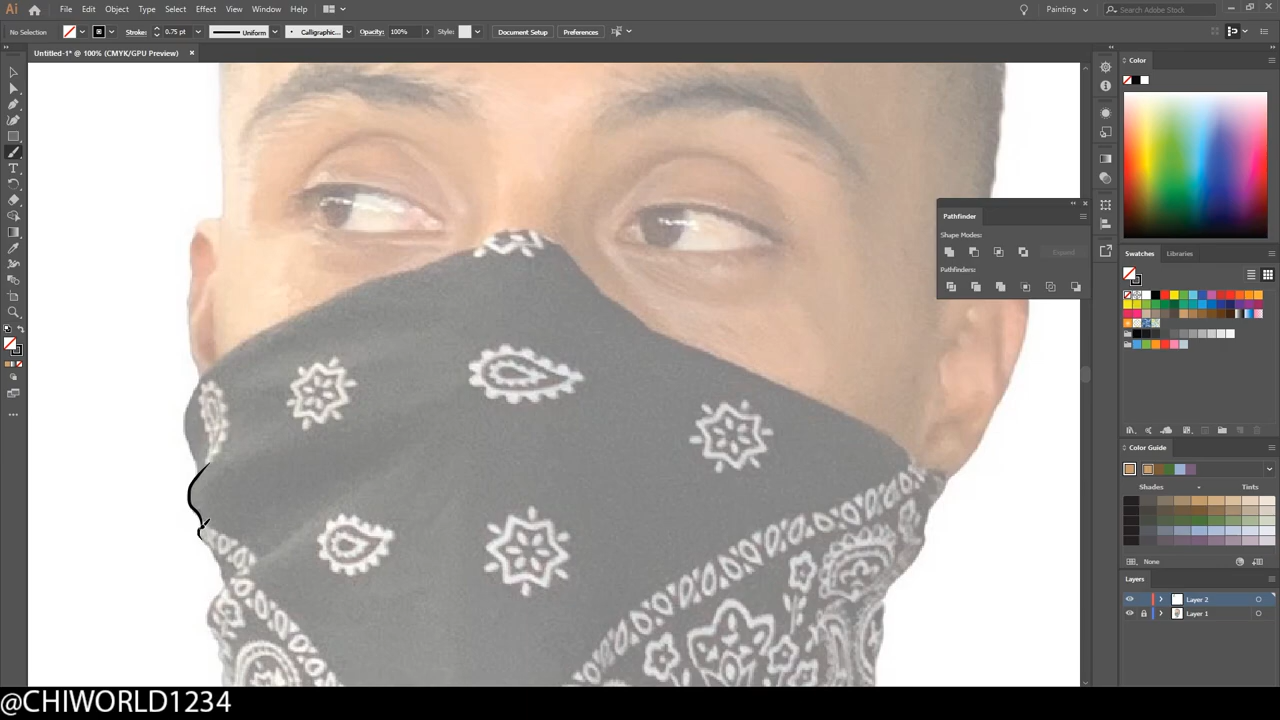 Ai File Edit Object Type Select Effect View Window Help Painting Search Adobe Stock
No Selection Stroke: 0.75 pt Uniform Calligraphic... Opacity: 100% Style: Document Setup Preferences
Untitled-1* @ 100% (CMYK/GPU Preview)
Color
Pathfinder
Shape Modes:
Expand
Pathfinders:
Swatches Libraries
Color Guide
Shades Tints
None
Layers
Layer 2
Layer 1
@CHIWORLD1234